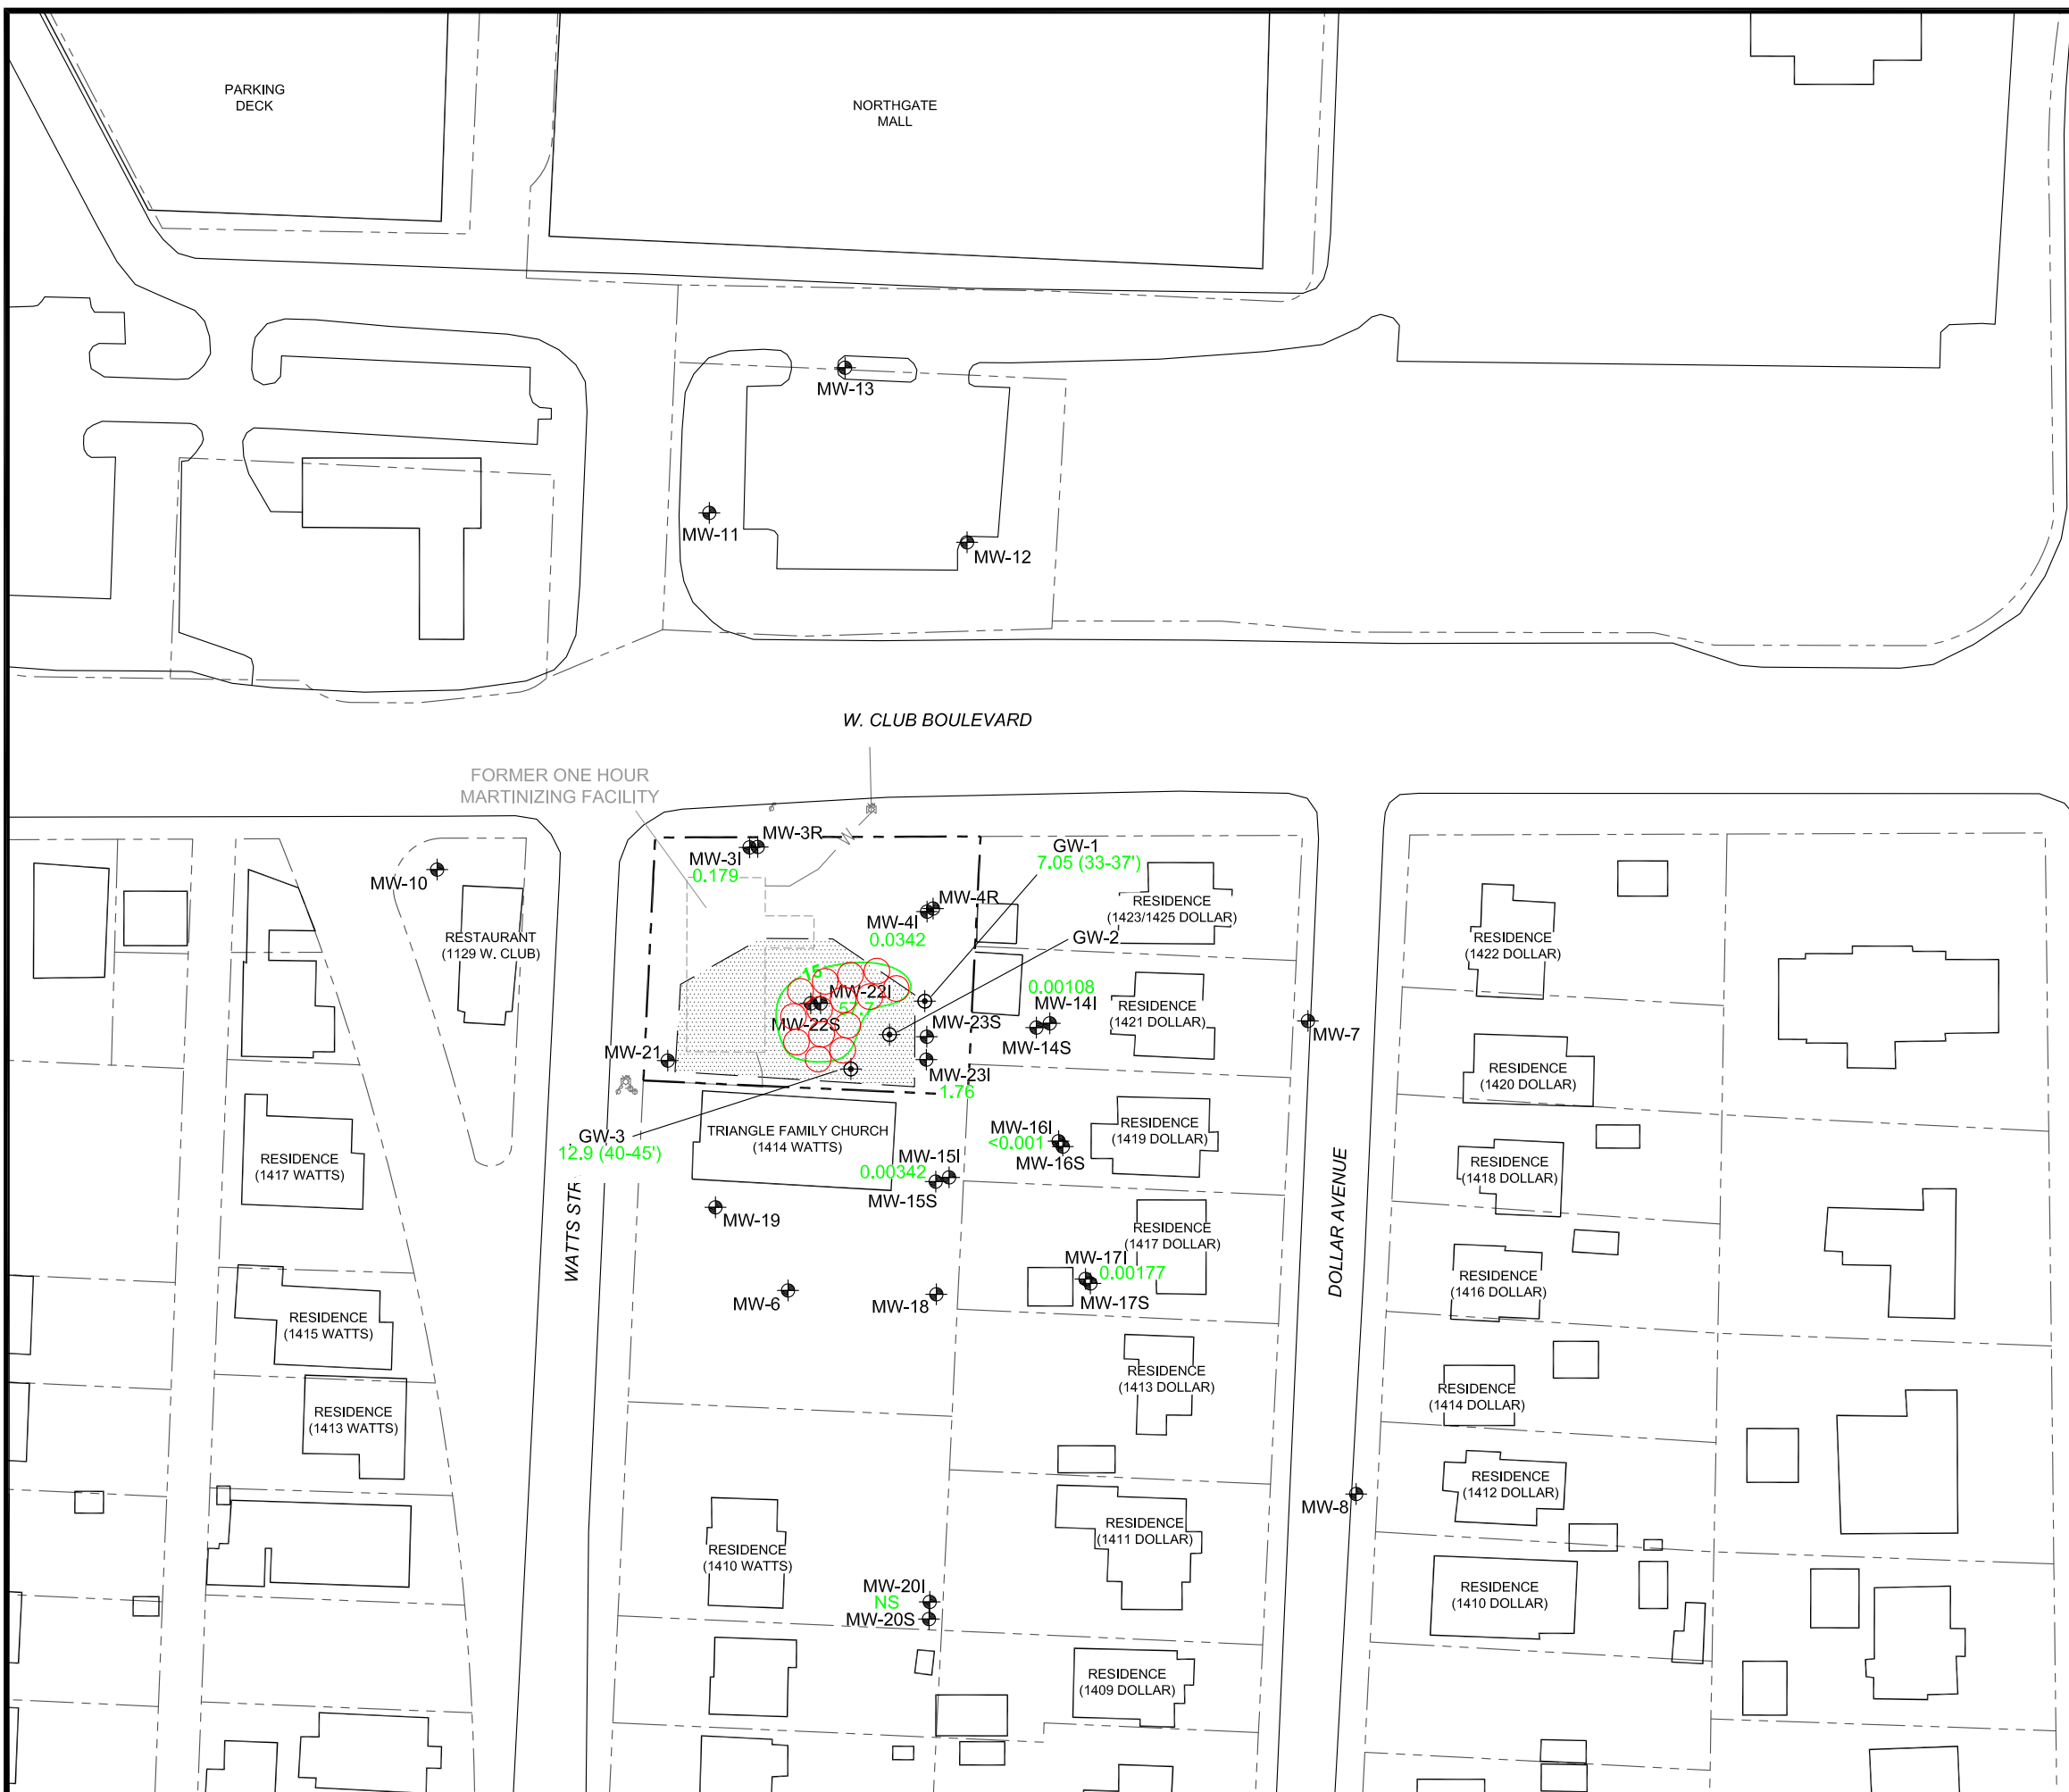 PARKING
DECK
NORTHGATE
MALL
MW-13
MW-11
MW-12
W. CLUB BOULEVARD
FORMER ONE HOUR
MARTINIZING FACILITY
MW-3R
MW-3I
0.179
GW-1
7.05 (33-37')
MW-10
MW-4R
MW-4I
0.0342
RESIDENCE
(1423/1425 DOLLAR)
RESTAURANT
(1129 W. CLUB)
GW-2
RESIDENCE
(1422 DOLLAR)
15
MW-22I
57.7
MW-22S
0.00108
MW-14I
MW-14S
RESIDENCE
(1421 DOLLAR)
MW-7
MW-23S
MW-21
MW-23I
1.76
RESIDENCE
(1420 DOLLAR)
GW-3
12.9 (40-45')
TRIANGLE FAMILY CHURCH
(1414 WATTS)
MW-16I
<0.001
MW-16S
RESIDENCE
(1419 DOLLAR)
RESIDENCE
(1417 WATTS)
MW-15I
0.00342
MW-15S
RESIDENCE
(1418 DOLLAR)
WATTS STR
MW-19
DOLLAR AVENUE
RESIDENCE
(1417 DOLLAR)
MW-17I
0.00177
MW-17S
MW-6
MW-18
RESIDENCE
(1416 DOLLAR)
RESIDENCE
(1415 WATTS)
RESIDENCE
(1413 DOLLAR)
RESIDENCE
(1414 DOLLAR)
RESIDENCE
(1413 WATTS)
RESIDENCE
(1412 DOLLAR)
MW-8
RESIDENCE
(1411 DOLLAR)
RESIDENCE
(1410 WATTS)
MW-20I
NS
MW-20S
RESIDENCE
(1410 DOLLAR)
RESIDENCE
(1409 DOLLAR)